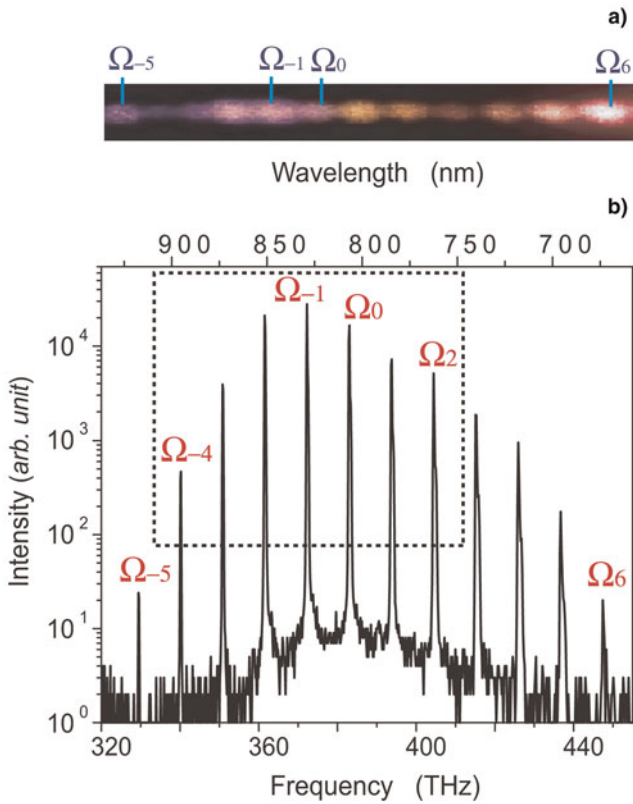 a)
Ω₋₅ Ω₋₁ Ω₀ Ω₆
Wavelength (nm)
b)
900 850 800 750 700
Ω₋₁
Ω₀
Ω₂
Ω₋₄
Ω₋₅
Ω₆
10⁴
10³
10²
10¹
10⁰
Intensity (arb. unit)
320 360 400 440
Frequency (THz)